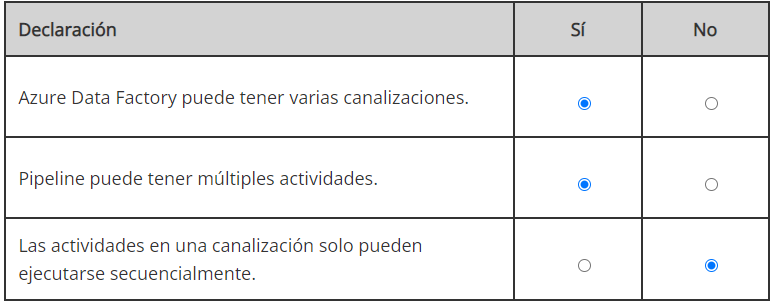 Declaración Sí No
Azure Data Factory puede tener varias canalizaciones.
Pipeline puede tener múltiples actividades.
Las actividades en una canalización solo pueden
ejecutarse secuencialmente.